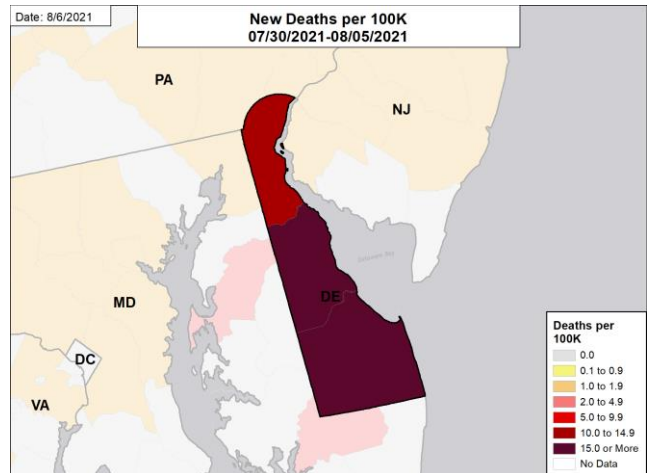 Date: 8/6/2021
New Deaths per 100K
07/30/2021-08/05/2021
PA
NJ
Delaware Bay
DE
MD
DC
VA
Deaths per
100K
0.0
0.1 to 0.9
1.0 to 1.9
2.0 to 4.9
5.0 to 9.9
10.0 to 14.9
15.0 or More
No Data